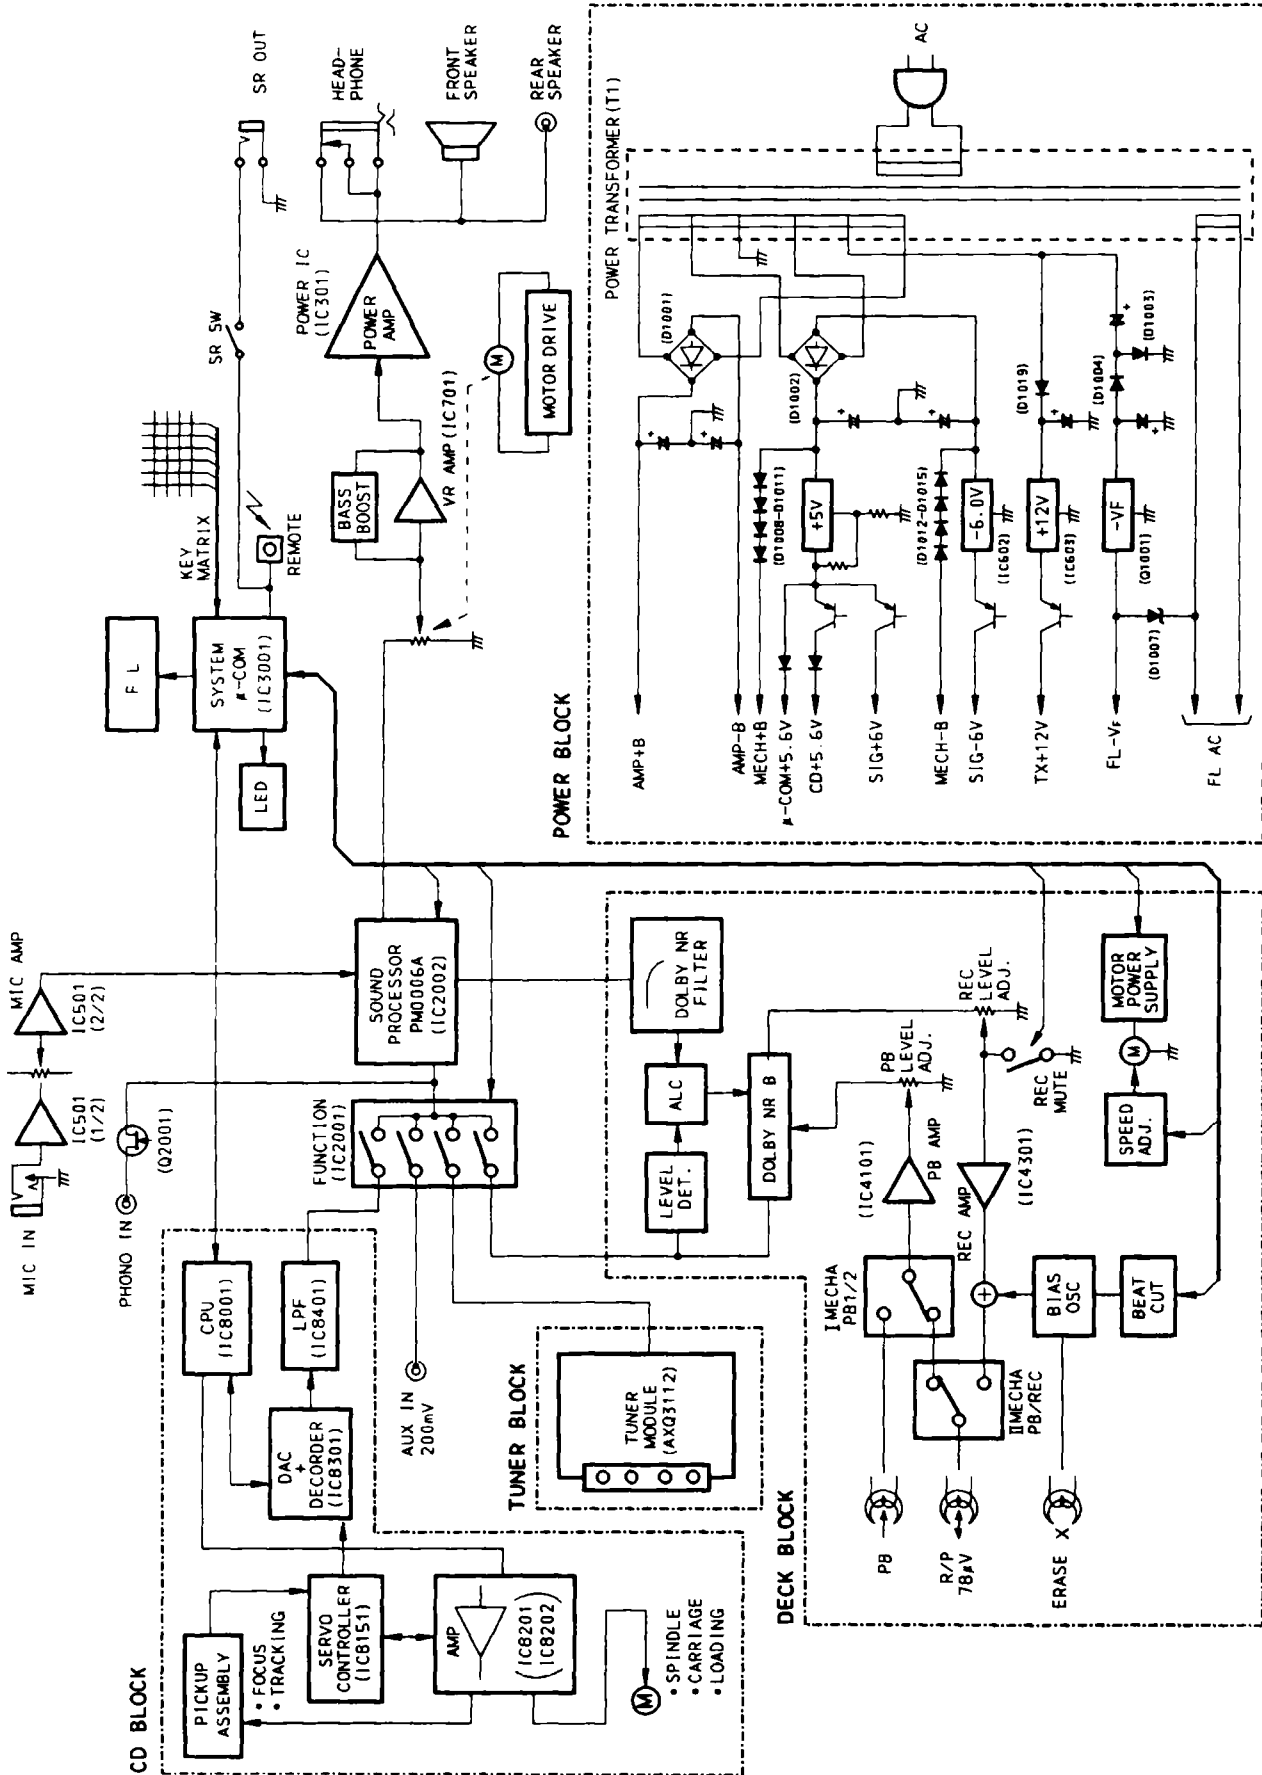 CD BLOCK
PICKUP
ASSEMBLY
• FOCUS
• TRACKING
SERVO
CONTROLLER
(IC8151)
AMP
(IC8201)
(IC8202)
M
• SPINDLE
• CARRIAGE
• LOADING
DAC
+
DECORDER
(IC8301)
CPU
(IC8001)
LPF
(IC8401)
MIC IN
IC501
(1/2)
MIC AMP
IC501
(2/2)
PHONO IN
(Q2001)
AUX IN
200mV
FUNCTION
(IC2001)
SOUND
PROCESSOR
PM0006A
(IC2002)
TUNER BLOCK
TUNER
MODULE
(AXQ3112)
DECK BLOCK
PB
R/P
78μV
ERASE X
I MECHA
PB1/2
II MECHA
PB/REC
LEVEL
DET.
ALC
DOLBY NR
FILTER
DOLBY NR B
(IC4101)
PB AMP
PB
LEVEL
ADJ.
REC AMP
(IC4301)
REC
LEVEL
ADJ.
REC
MUTE
+
BIAS
OSC
BEAT
CUT
SPEED
ADJ.
M
MOTOR
POWER
SUPPLY
FL
LED
SYSTEM
μ-COM
(IC3001)
KEY
MATRIX
REMOTE
SR SW
SR OUT
BASS
BOOST
VR AMP(IC701)
POWER IC
(IC301)
POWER
AMP
M
MOTOR DRIVE
HEAD-
PHONE
FRONT
SPEAKER
REAR
SPEAKER
POWER BLOCK
POWER TRANSFORMER(T1)
AC
AMP+B
AMP-B
MECH+B
μ-COM+5.6V
CD+5.6V
SIG+6V
MECH-B
SIG-6V
TX+12V
FL-VF
FL AC
(D1001)
(D1002)
(D1008-D1011)
+5V
(D1012-D1015)
-6.0V
(IC602)
+12V
(IC603)
(D1019)
-VF
(Q1001)
(D1004)
(D1003)
(D1007)